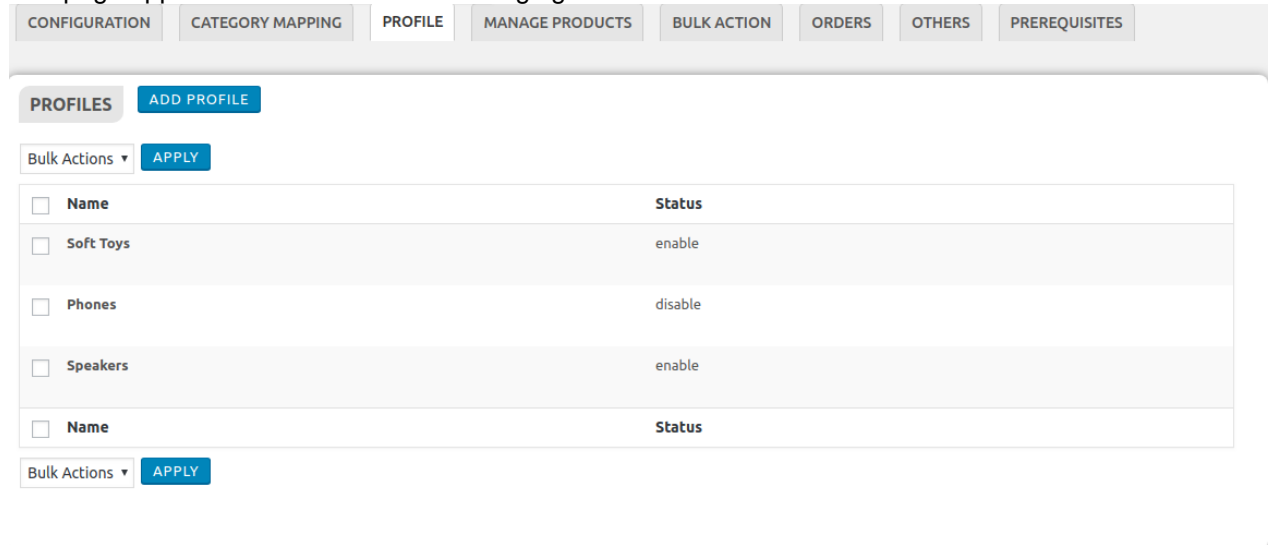 CONFIGURATION CATEGORY MAPPING PROFILE MANAGE PRODUCTS BULK ACTION ORDERS OTHERS PREREQUISITES
PROFILES ADD PROFILE
Bulk Actions APPLY
Name Status
Soft Toys enable
Phones disable
Speakers enable
Name Status
Bulk Actions APPLY